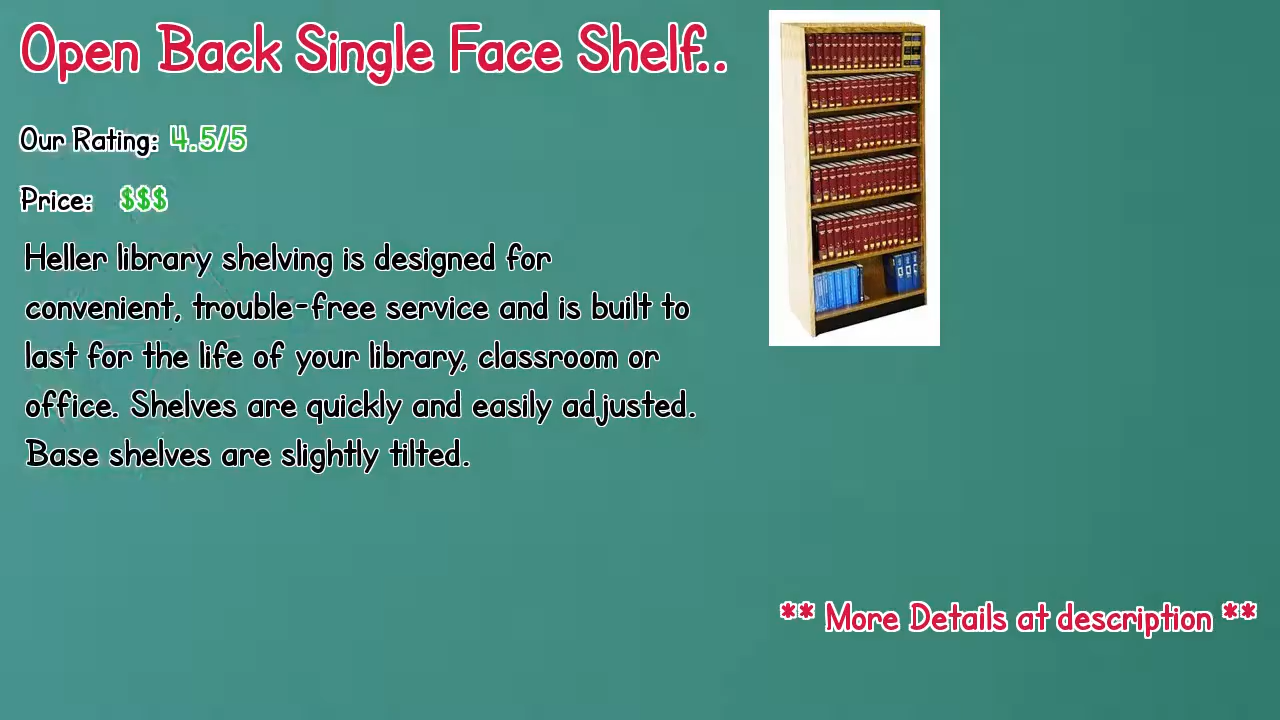 Open Back Single Face Shelf..
Our Rating: 4.5/5
Price: $$$
Heller library shelving is designed for
convenient, trouble-free service and is built to
last for the life of your library, classroom or
office. Shelves are quickly and easily adjusted.
Base shelves are slightly tilted.
** More Details at description **